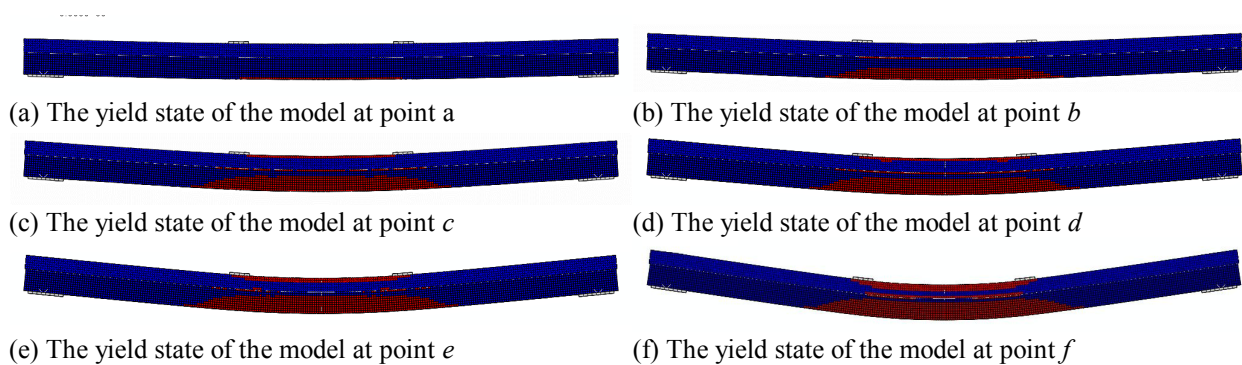 (a) The yield state of the model at point a
(b) The yield state of the model at point b
(c) The yield state of the model at point c
(d) The yield state of the model at point d
(e) The yield state of the model at point e
(f) The yield state of the model at point f